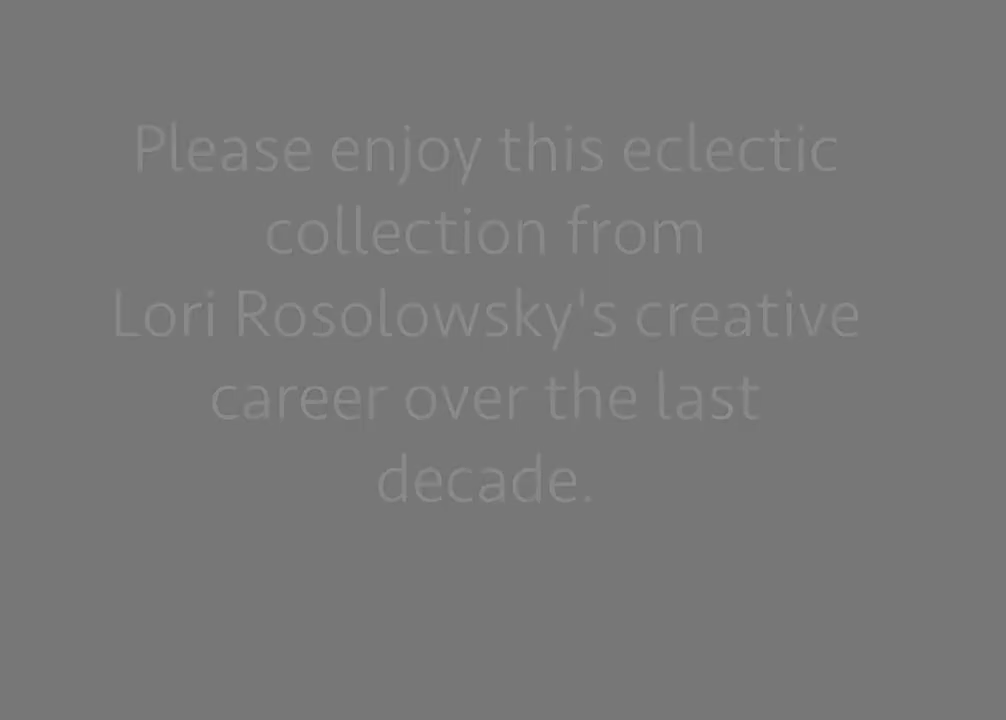 Please enjoy this eclectic
collection from
Lori Rosolowsky's creative
career over the last
decade.